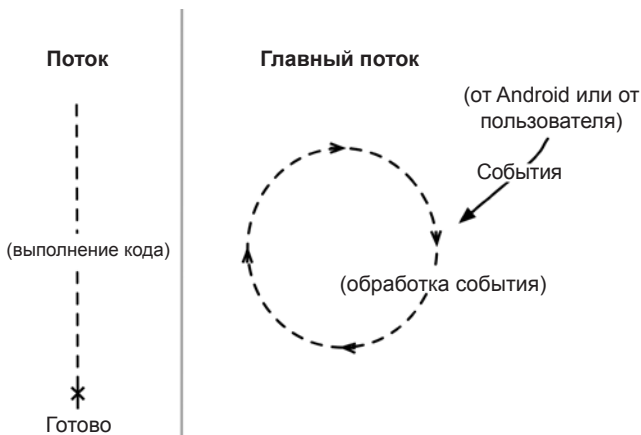 Поток
(выполнение кода)
Готово
Главный поток
(от Android или от
пользователя)
События
(обработка события)